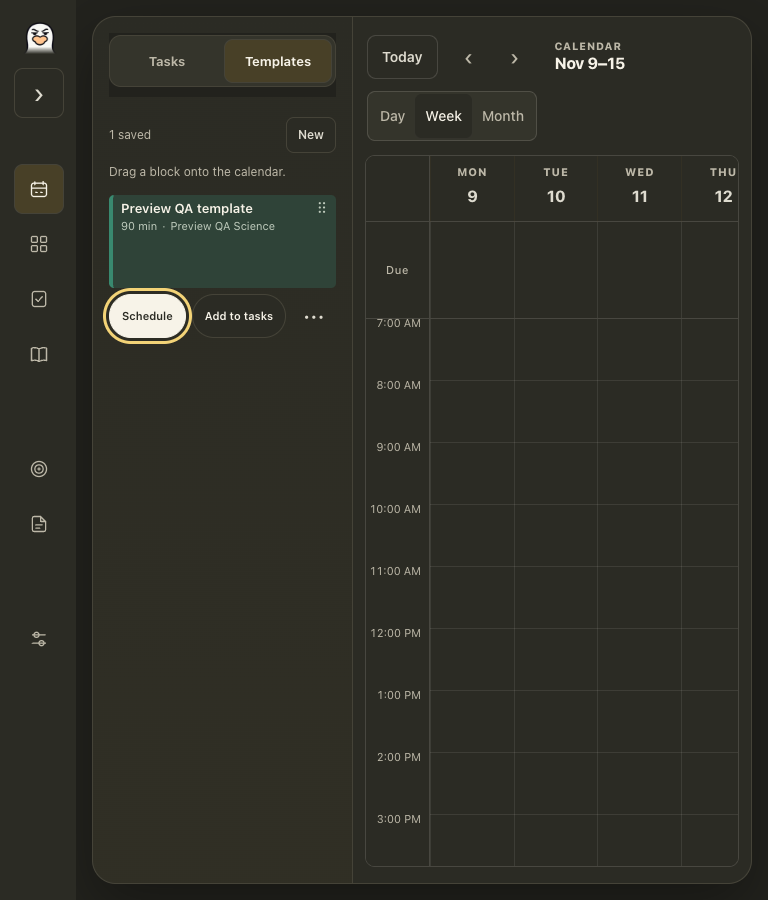 Tasks
Templates
1 saved
New
Drag a block onto the calendar.
Preview QA template
90 min · Preview QA Science
Schedule
Add to tasks
Today
CALENDAR
Nov 9–15
Day
Week
Month
MON
TUE
WED
THU
9
10
11
12
Due
7:00 AM
8:00 AM
9:00 AM
10:00 AM
11:00 AM
12:00 PM
1:00 PM
2:00 PM
3:00 PM